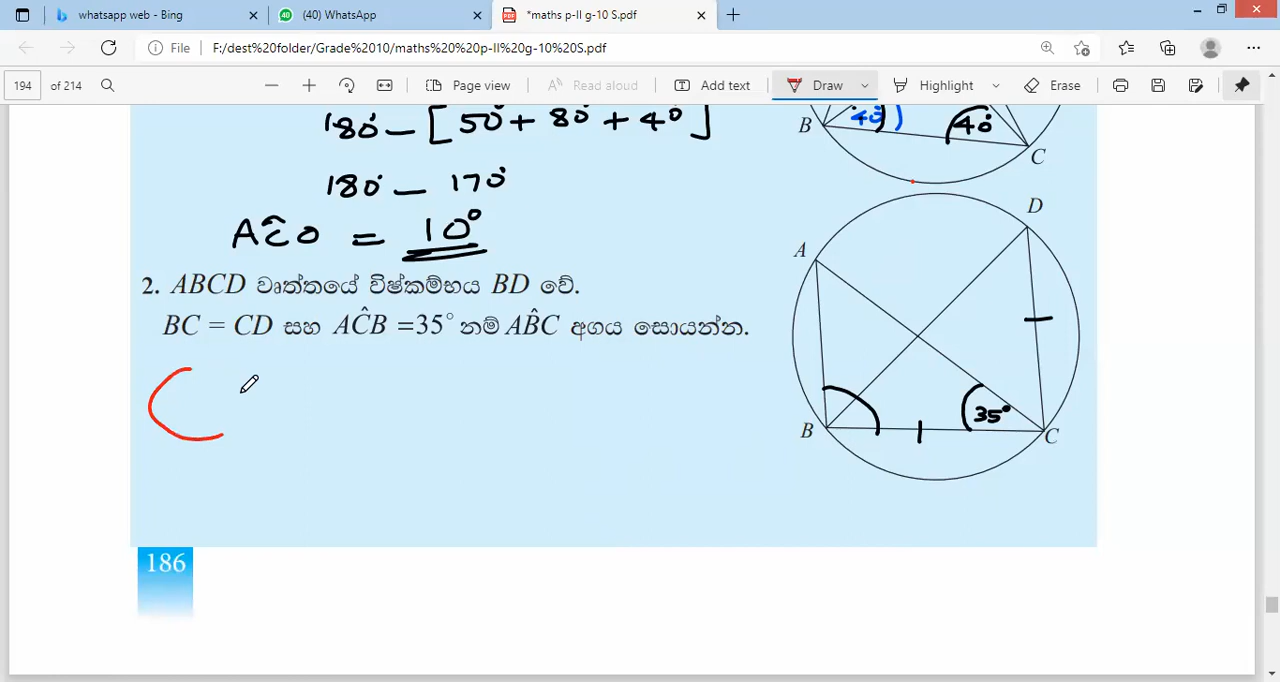 whatsapp web - Bing
(40) WhatsApp
*maths p-II g-10 S.pdf
File
F:/dest%20folder/Grade%2010/maths%20%20p-II%20g-10%20S.pdf
194 of 214
Page view
Read aloud
Add text
Draw
Highlight
Erase
180° - [50° + 80° + 40°]
180° - 170°
AĈO = 10°
B
40°
40°
C
2. ABCD වෘත්තයේ විෂ්කම්භය BD වේ.
BC = CD සහ AĈB =35° නම් AB̂C අගය සොයන්න.
D
A
35°
B
C
186